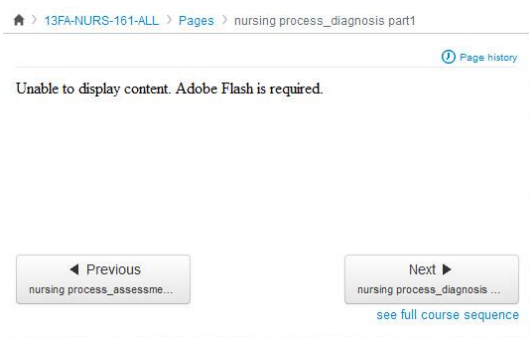 13FA-NURS-161-ALL > Pages > nursing process_diagnosis part1
Page history
Unable to display content. Adobe Flash is required.
◀ Previous
nursing process_assessme...
Next ▶
nursing process_diagnosis ...
see full course sequence